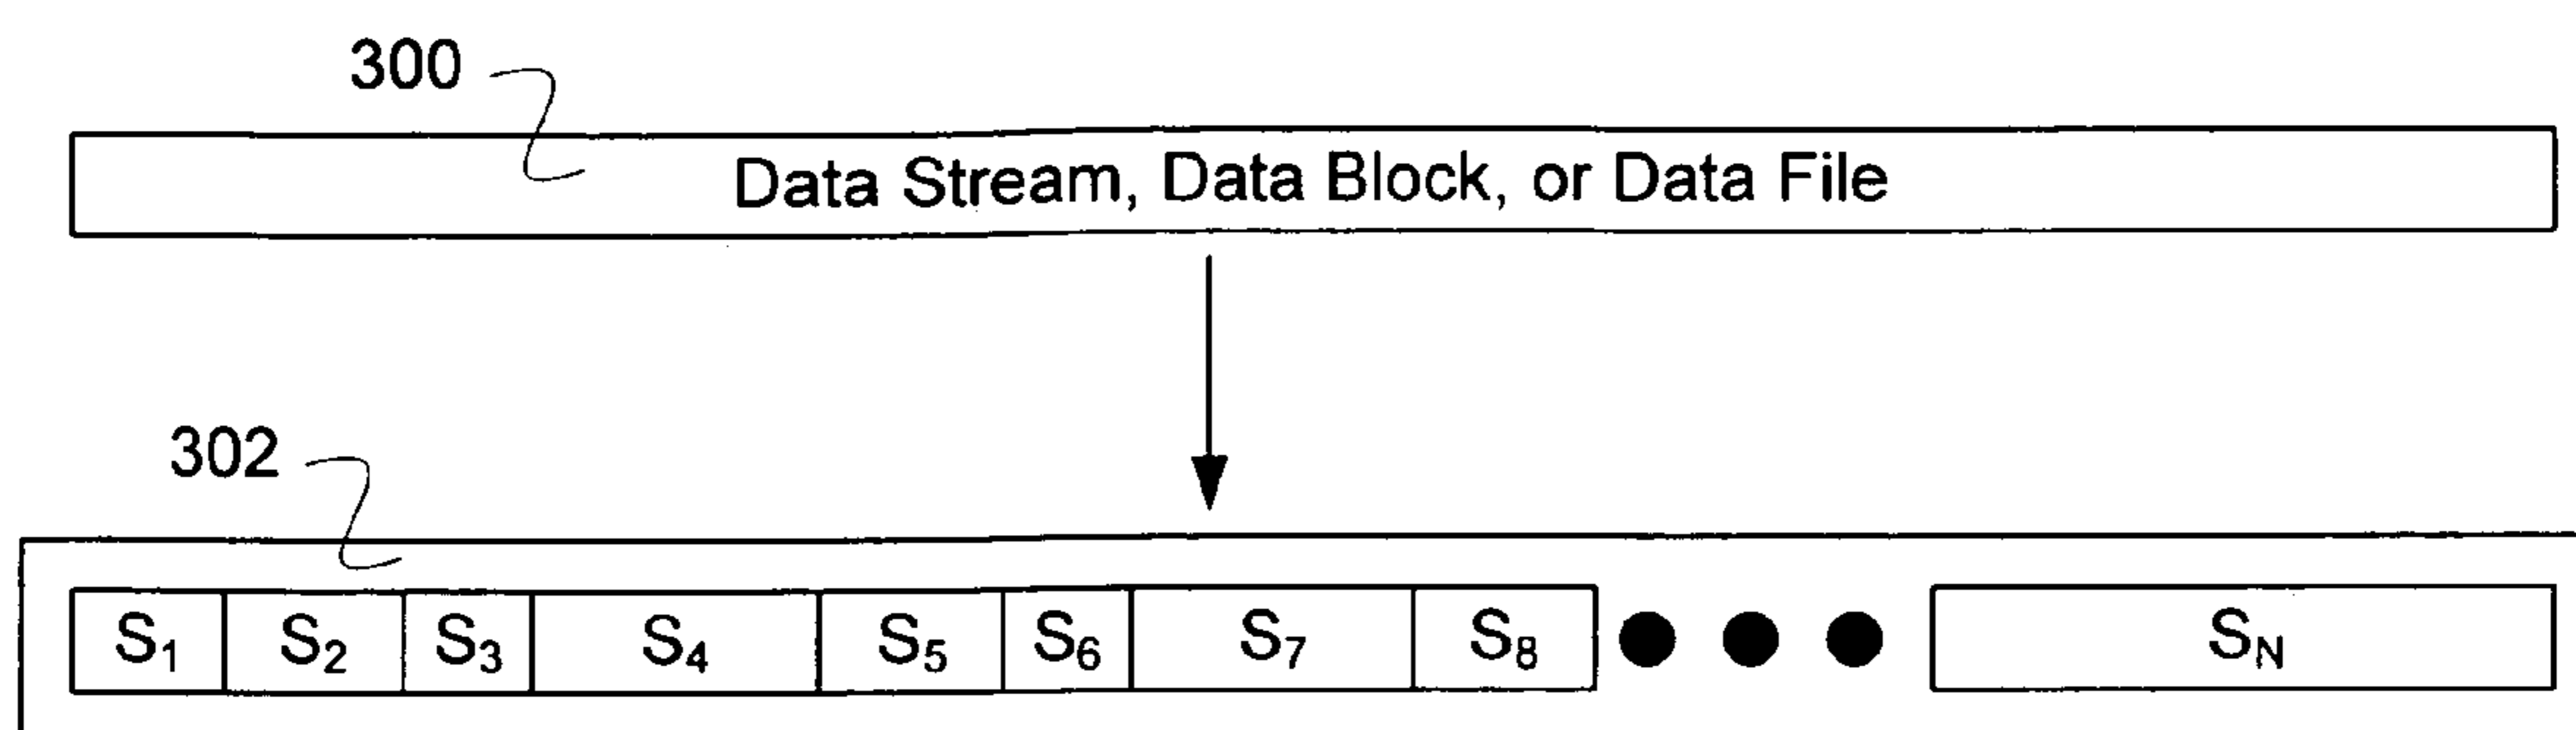 300
Data Stream, Data Block, or Data File
302
S₁ S₂ S₃ S₄ S₅ S₆ S₇ S₈ Sₙ